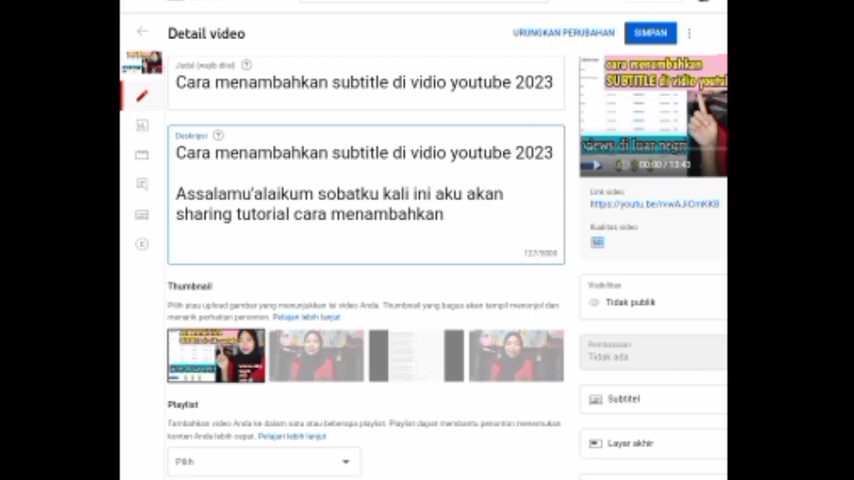 Detail video
URUNGKAN PERUBAHAN
SIMPAN
Judul (wajib diisi)
Cara menambahkan subtitle di vidio youtube 2023
Deskripsi
Cara menambahkan subtitle di vidio youtube 2023
Assalamu'alaikum sobatku kali ini aku akan
sharing tutorial cara menambahkan
127/5000
Thumbnail
Pilih atau upload gambar yang menunjukkan isi video Anda. Thumbnail yang bagus akan tampil menonjol dan
menarik perhatian penonton. Pelajari lebih lanjut
Playlist
Tambahkan video Anda ke dalam satu atau beberapa playlist. Playlist dapat membantu penonton menemukan
konten Anda lebih cepat. Pelajari lebih lanjut
Pilih
cara menambahkan
SUBTITLE di vidio youtu
views di luar negri
00:00 / 13:43
Link video
Kualitas video
SD
Visibilitas
Tidak publik
Pembatasan
Tidak ada
Subtitel
Layar akhir